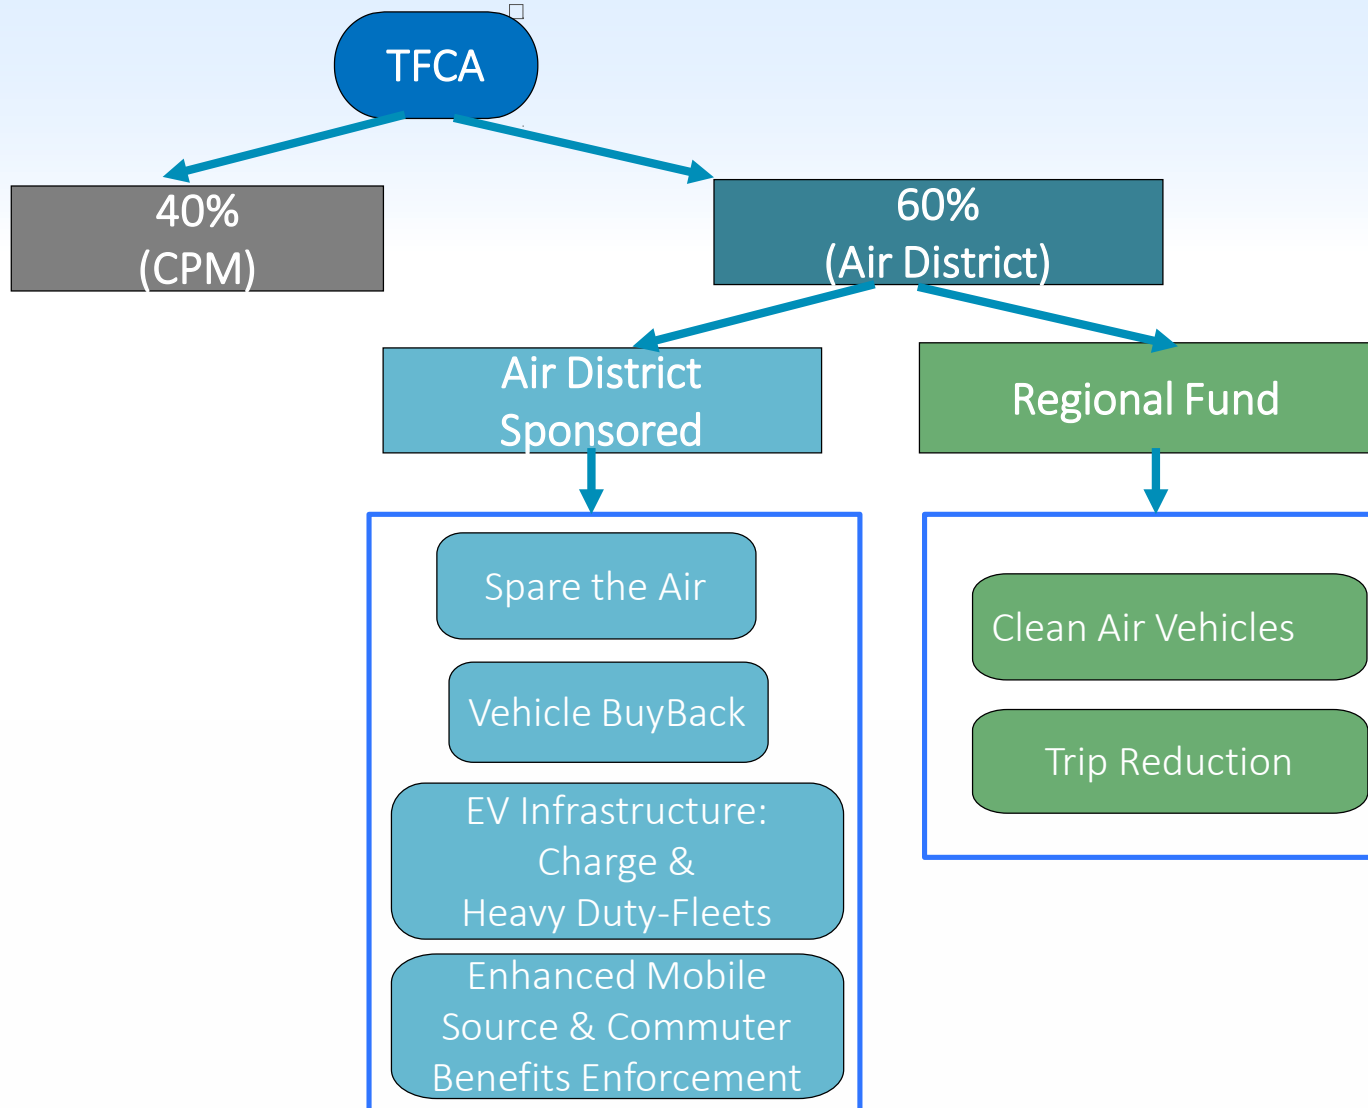 TFCA
40%
(CPM)
60%
(Air District)
Air District
Sponsored
Regional Fund
Spare the Air
Vehicle BuyBack
EV Infrastructure:
Charge &
Heavy Duty-Fleets
Enhanced Mobile
Source & Commuter
Benefits Enforcement
Clean Air Vehicles
Trip Reduction